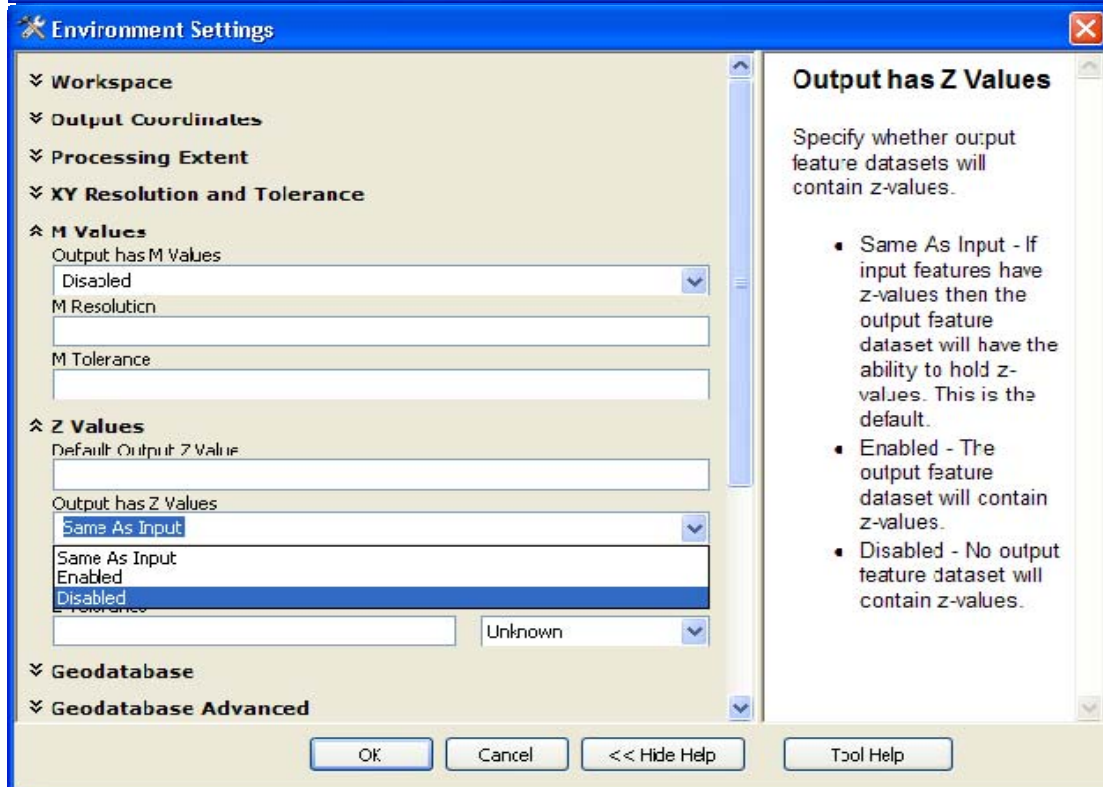 Environment Settings
Workspace
Output Coordinates
Processing Extent
XY Resolution and Tolerance
M Values
Output has M Values
Disabled
M Resolution
M Tolerance
Z Values
Default Output Z Value
Output has Z Values
Same As Input
Same As Input
Enabled
Disabled
Z Tolerance
Unknown
Geodatabase
Geodatabase Advanced
OK
Cancel
<< Hide Help
Tool Help
Output has Z Values
Specify whether output
feature datasets will
contain z-values.
• Same As Input - If
input features have
z-values then the
output feature
dataset will have the
ability to hold z-
values. This is the
default.
• Enabled - The
output feature
dataset will contain
z-values.
• Disabled - No output
feature dataset will
contain z-values.